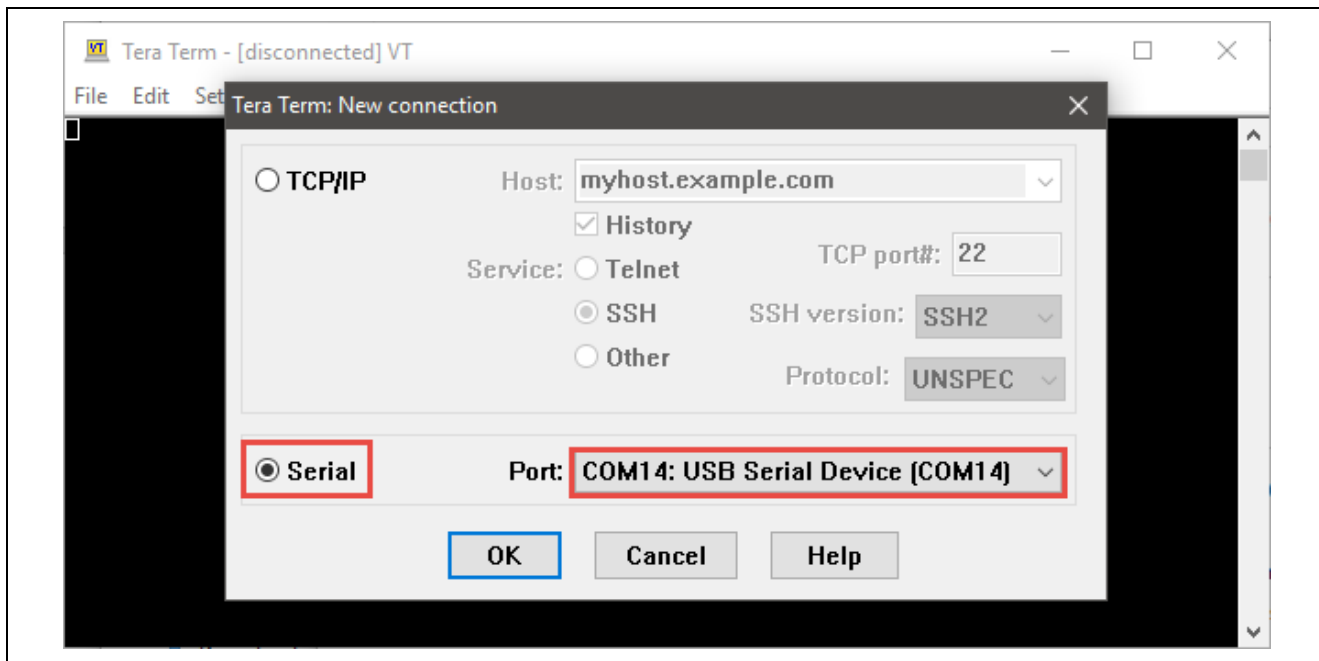 VT Tera Term - [disconnected] VT
File Edit Set
Tera Term: New connection
TCP/IP Host: myhost.example.com
History
Service: Telnet TCP port#: 22
SSH SSH version: SSH2
Other Protocol: UNSPEC
Serial Port: COM14: USB Serial Device (COM14)
OK Cancel Help